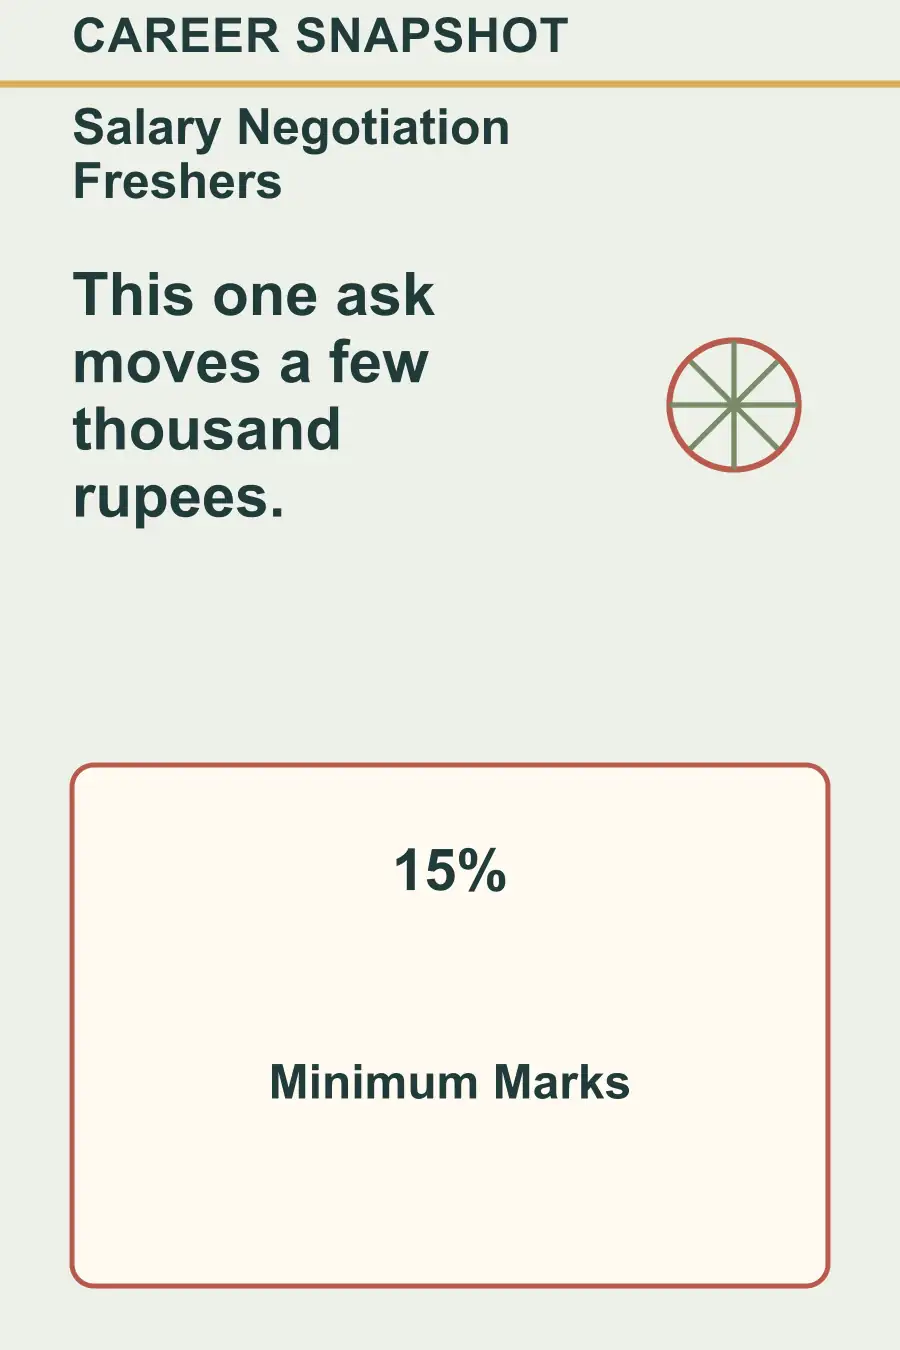 CAREER SNAPSHOT
Salary Negotiation
Freshers
This one ask
moves a few
thousand
rupees.
15%
Minimum Marks